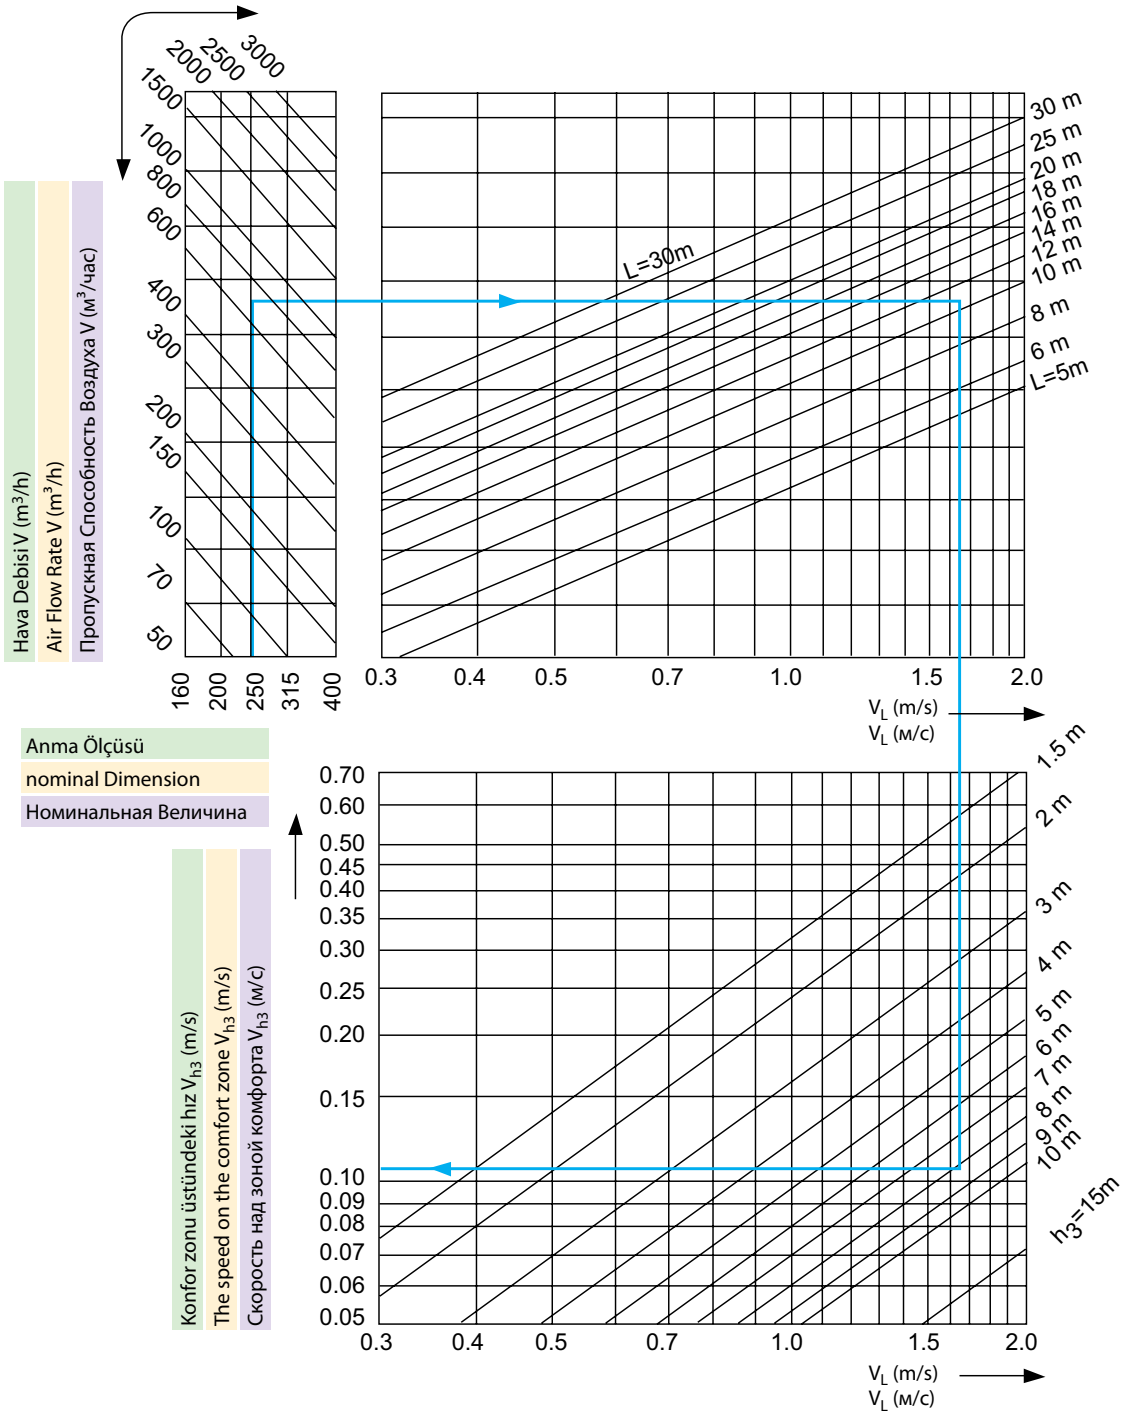 3000
2500
2000
1500
1000
800
600
400
300
200
150
100
70
50
Hava Debisi V (m³/h)
Air Flow Rate V (m³/h)
Пропускная Способность Воздуха V (м³/час)
160 200 250 315 400
L=30m
30 m
25 m
20 m
18 m
16 m
14 m
12 m
10 m
8 m
6 m
L=5m
0.3 0.4 0.5 0.7 1.0 1.5 2.0
V_L (m/s)
V_L (м/с)
Anma Ölçüsü
nominal Dimension
Номинальная Величина
Konfor zonu üstündeki hız V_h3 (m/s)
The speed on the comfort zone V_h3 (m/s)
Скорость над зоной комфорта V_h3 (м/с)
0.70
0.60
0.50
0.45
0.40
0.35
0.30
0.25
0.20
0.15
0.10
0.09
0.08
0.07
0.06
0.05
1.5 m
2 m
3 m
4 m
5 m
6 m
7 m
8 m
9 m
10 m
h3=15m
0.3 0.4 0.5 0.7 1.0 1.5 2.0
V_L (m/s)
V_L (м/с)